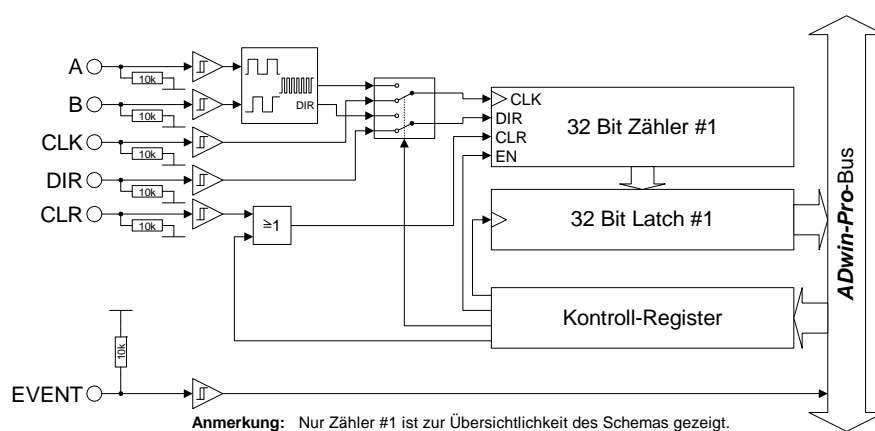 A
10k
B
10k
DIR
CLK
10k
DIR
10k
CLR
10k
≥1
CLK
DIR
CLR
EN
32 Bit Zähler #1
32 Bit Latch #1
Kontroll-Register
ADwin-Pro-Bus
10k
EVENT
Anmerkung: Nur Zähler #1 ist zur Übersichtlichkeit des Schemas gezeigt.